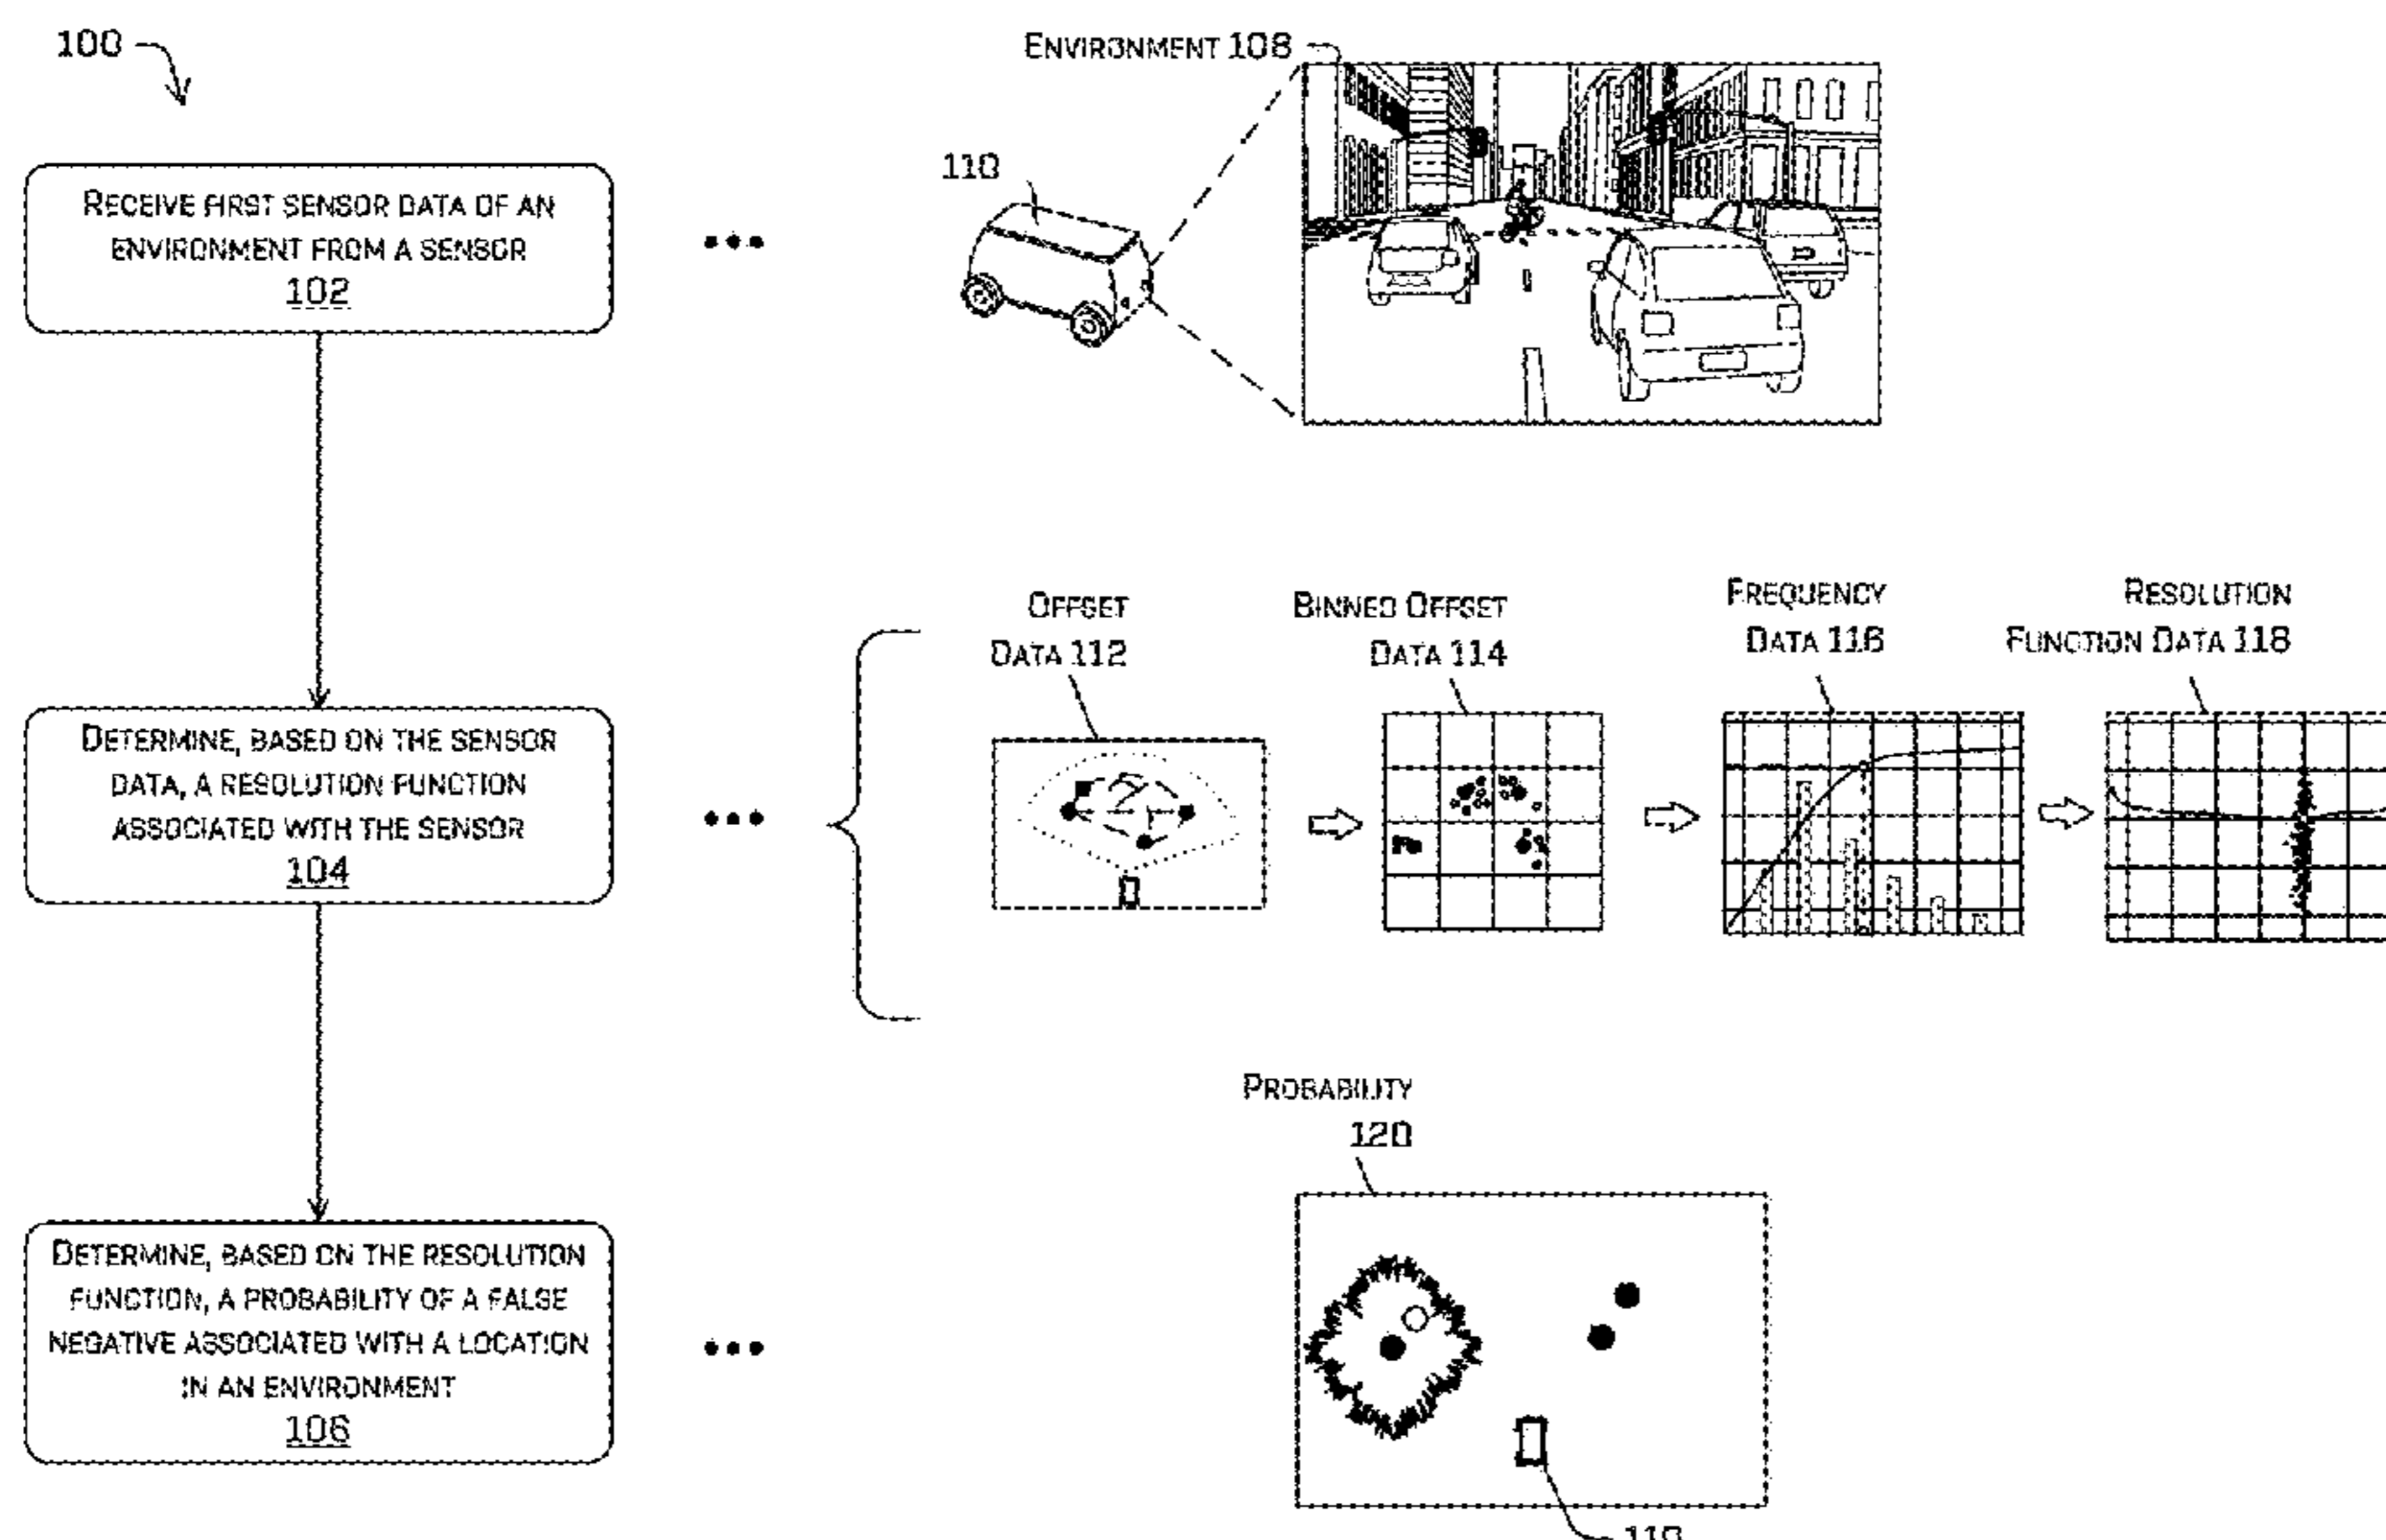 100
ENVIRONMENT 108
110
RECEIVE FIRST SENSOR DATA OF AN
ENVIRONMENT FROM A SENSOR
102
OFFSET
DATA 112
BINNED OFFSET
DATA 114
FREQUENCY
DATA 116
RESOLUTION
FUNCTION DATA 118
DETERMINE, BASED ON THE SENSOR
DATA, A RESOLUTION FUNCTION
ASSOCIATED WITH THE SENSOR
104
PROBABILITY
120
DETERMINE, BASED ON THE RESOLUTION
FUNCTION, A PROBABILITY OF A FALSE
NEGATIVE ASSOCIATED WITH A LOCATION
IN AN ENVIRONMENT
106
110